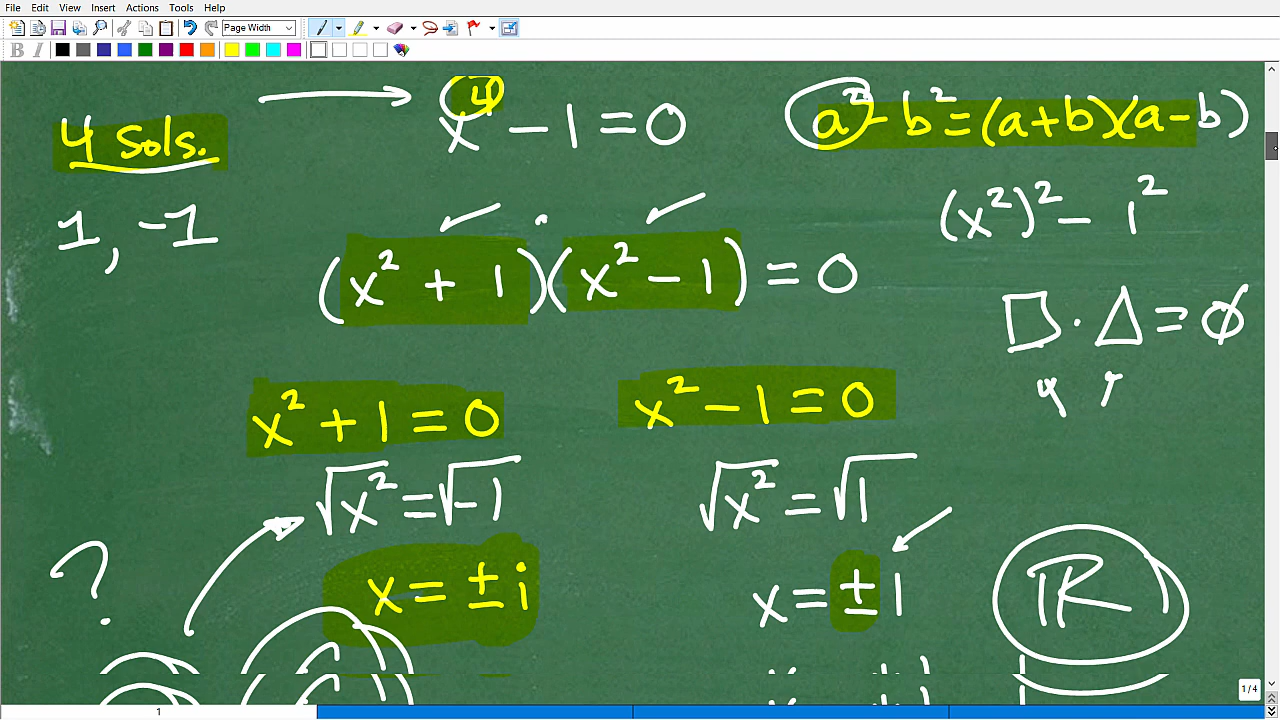 File Edit View Insert Actions Tools Help
Page Width
B I
x⁴ − 1 = 0
a² − b² = (a+b)(a−b)
4 Sols.
1, −1
(x²)² − 1²
(x² + 1)(x² − 1) = 0
□ · △ = 0
x² + 1 = 0
x² − 1 = 0
√x² = √−1
√x² = √1
?
x = ± i
x = ± 1
ℝ
1/4
1